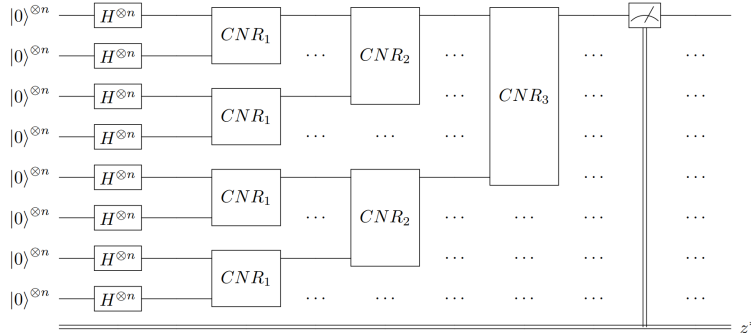 |0⟩^{⊗n} H^{⊗n} CNR_1 CNR_2 CNR_3 ...
|0⟩^{⊗n} H^{⊗n} ... ... ... ...
|0⟩^{⊗n} H^{⊗n} CNR_1 ... ... ...
|0⟩^{⊗n} H^{⊗n} ... ... ... ...
|0⟩^{⊗n} H^{⊗n} CNR_1 CNR_2 ... ...
|0⟩^{⊗n} H^{⊗n} ... ... ... ... ...
|0⟩^{⊗n} H^{⊗n} CNR_1 ... ... ... ...
|0⟩^{⊗n} H^{⊗n} ... ... ... ... ... ...